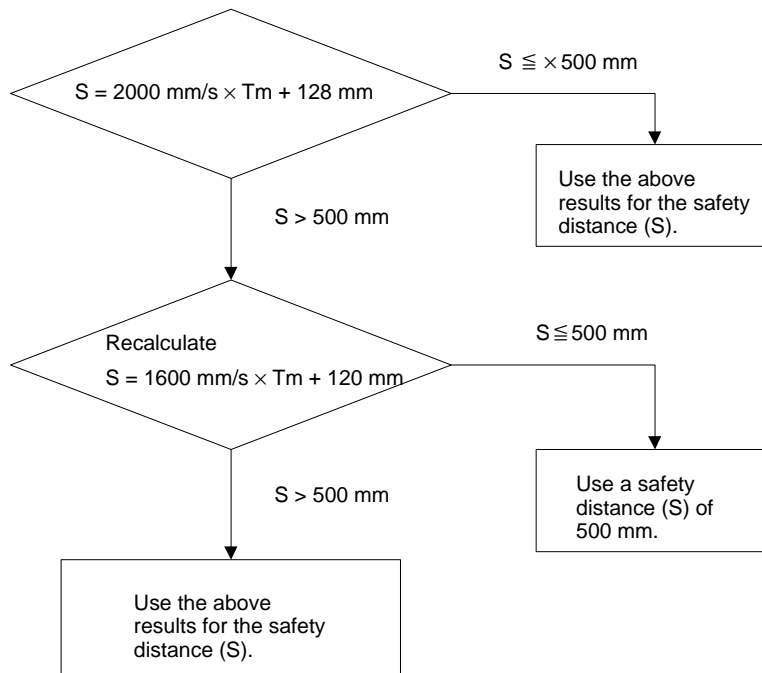 S = 2000 mm/s × Tm + 128 mm
S ≦ × 500 mm
Use the above
results for the safety
distance (S).
S > 500 mm
Recalculate
S = 1600 mm/s × Tm + 120 mm
S≦500 mm
Use a safety
distance (S) of
500 mm.
S > 500 mm
Use the above
results for the safety
distance (S).